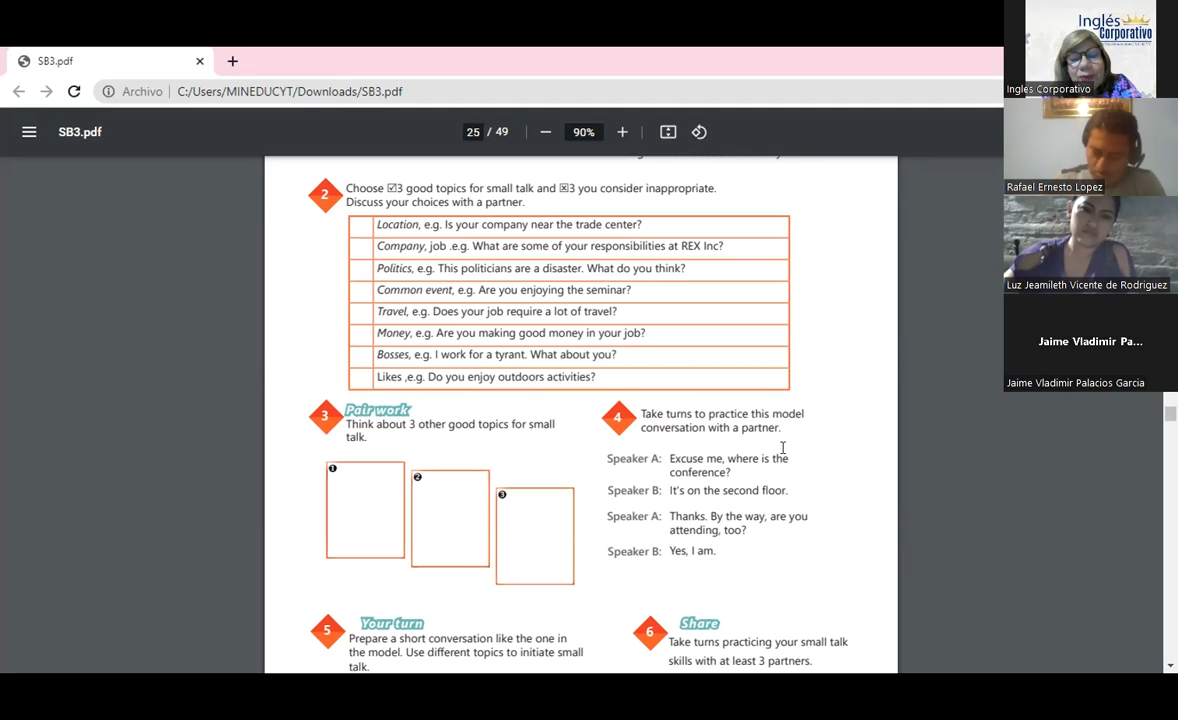 SB3.pdf
Archivo
C:/Users/MINEDUCYT/Downloads/SB3.pdf
SB3.pdf
25 / 49
90%
2
Choose ☑3 good topics for small talk and ☒3 you consider inappropriate.
Discuss your choices with a partner.
Location, e.g. Is your company near the trade center?
Company, job .e.g. What are some of your responsibilities at REX Inc?
Politics, e.g. This politicians are a disaster. What do you think?
Common event, e.g. Are you enjoying the seminar?
Travel, e.g. Does your job require a lot of travel?
Money, e.g. Are you making good money in your job?
Bosses, e.g. I work for a tyrant. What about you?
Likes ,e.g. Do you enjoy outdoors activities?
3
Pair work
Think about 3 other good topics for small
talk.
1
2
3
4
Take turns to practice this model
conversation with a partner.
Speaker A: Excuse me, where is the
conference?
Speaker B: It's on the second floor.
Speaker A: Thanks. By the way, are you
attending, too?
Speaker B: Yes, I am.
5
Your turn
Prepare a short conversation like the one in
the model. Use different topics to initiate small
talk.
6
Share
Take turns practicing your small talk
skills with at least 3 partners.
Inglés
Corporativo
Ingles Corporativo
Rafael Ernesto Lopez
Luz Jeamileth Vicente de Rodriguez
Jaime Vladimir Pa...
Jaime Vladimir Palacios Garcia